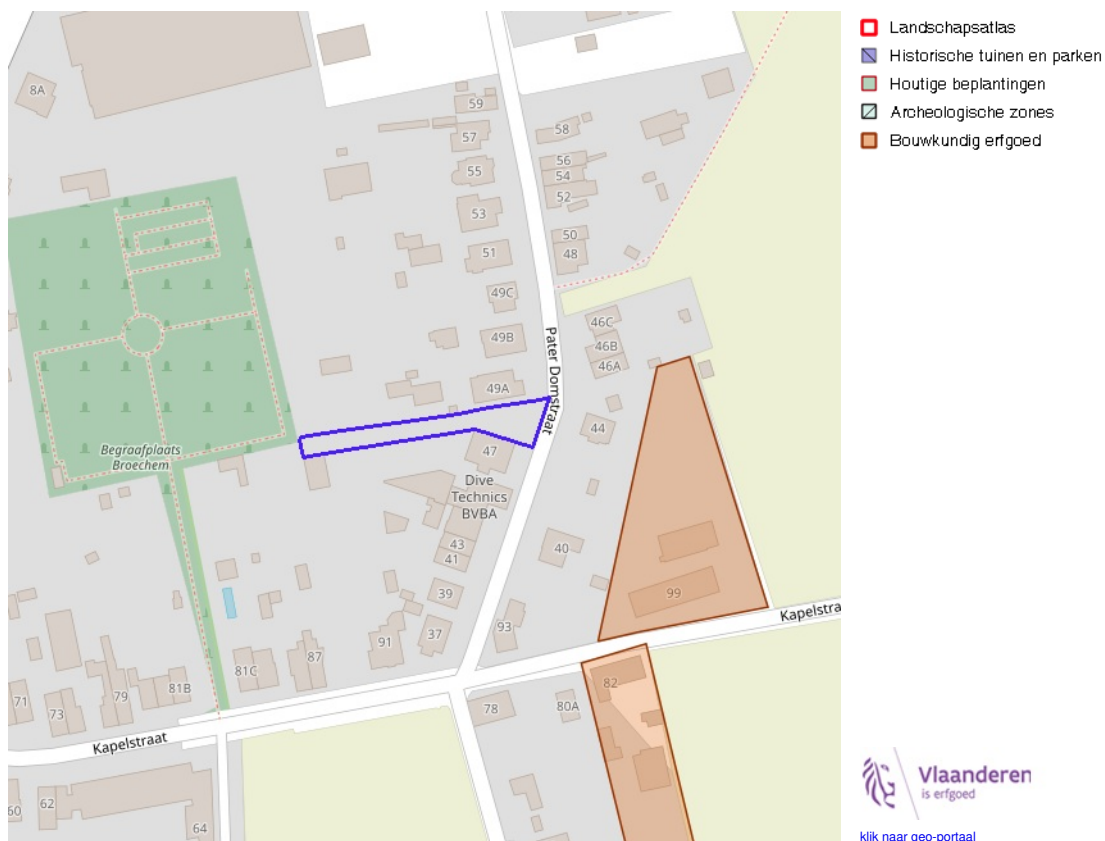 8A
59
57
55
53
51
49C
49B
49A
58
56
54
52
50
48
46C
46B
46A
44
Pater Domstraat
Begraafplaats
Broechem
47
Dive
Technics
BVBA
43
41
39
37
40
99
93
91
87
81C
81B
79
73
71
Kapelstraat
Kapelstra
82
80A
78
60
62
64
Landschapsatlas
Historische tuinen en parken
Houtige beplantingen
Archeologische zones
Bouwkundig erfgoed
Vlaanderen
is erfgoed
klik naar geo-portaal